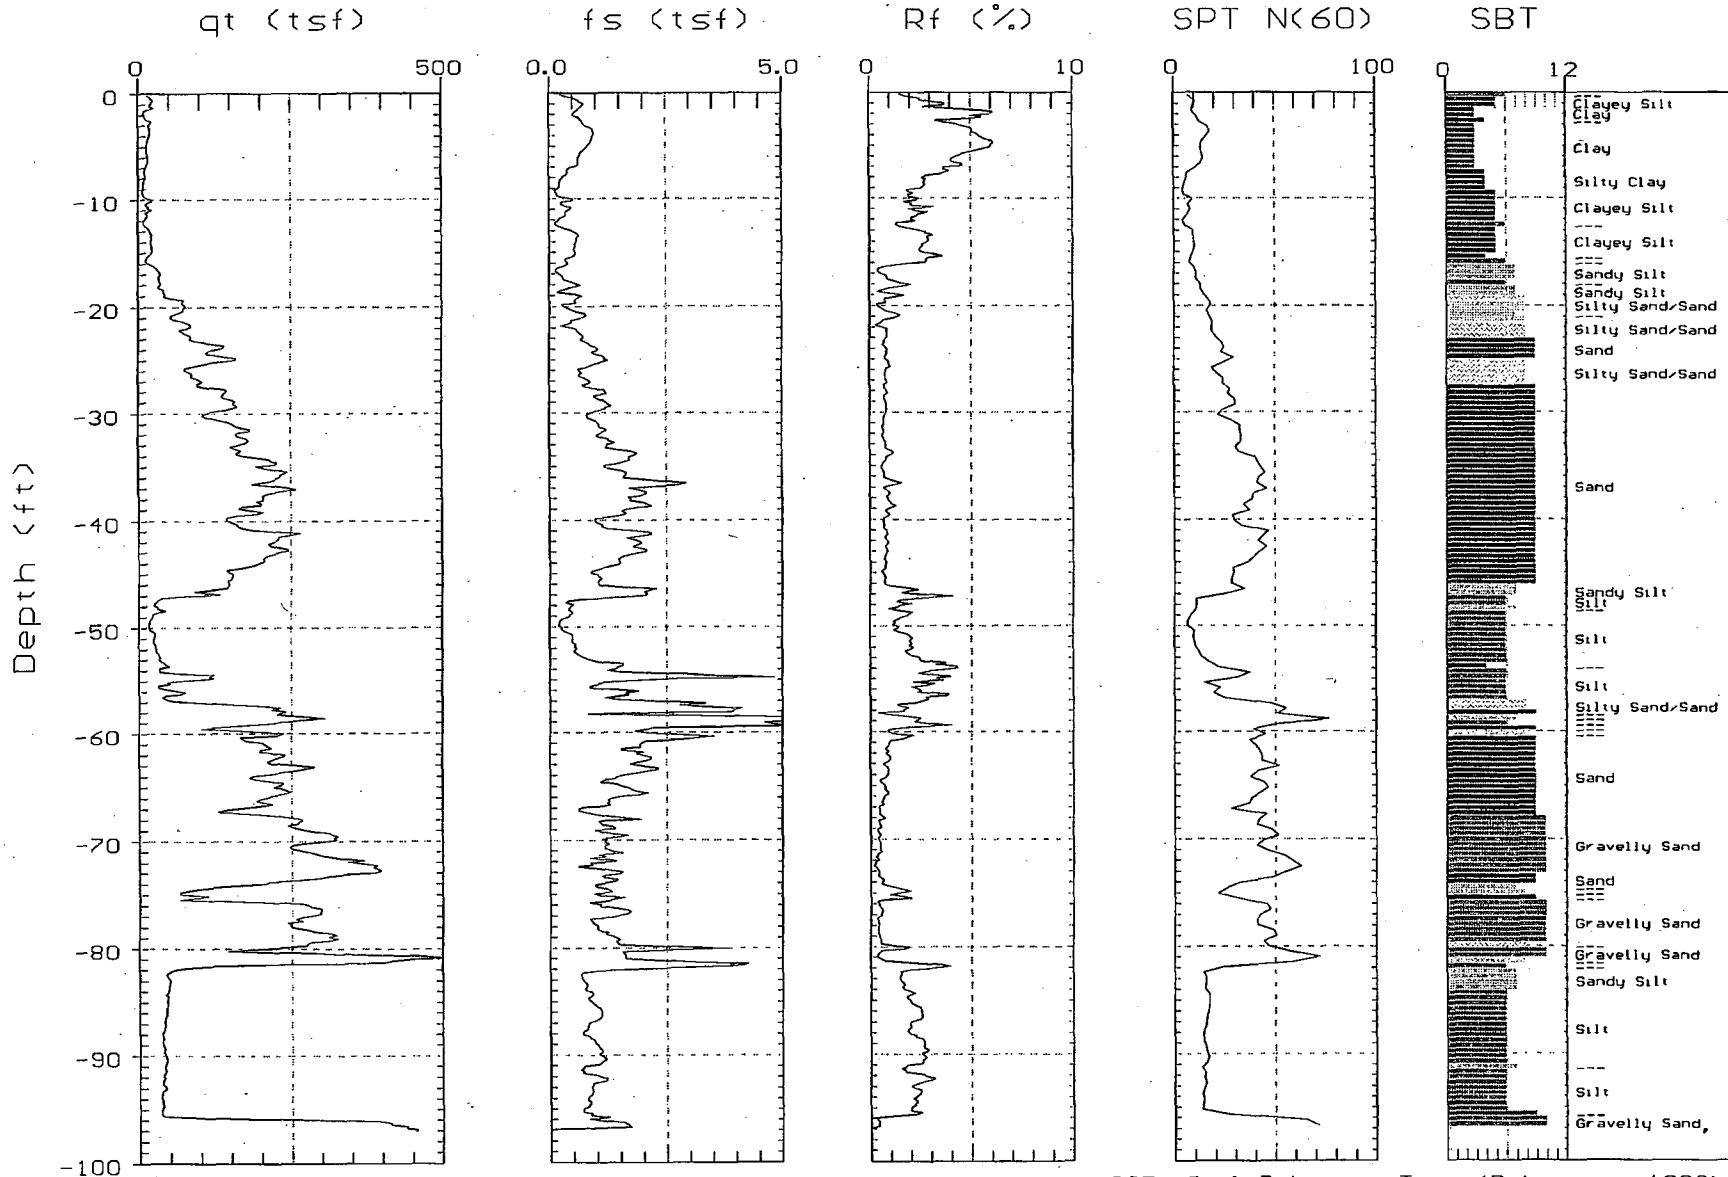 qt (tsf)
fs (tsf)
Rf (%)
SPT N(60)
SBT
0 500
0.0 5.0
0 10
0 100
0 12
Depth (ft)
0
-10
-20
-30
-40
-50
-60
-70
-80
-90
-100
---
Clayey Silt
Clay
---
Clay
Silty Clay
Clayey Silt
---
Clayey Silt
---
Sandy Silt
---
Sandy Silt
Silty Sand/Sand
---
Silty Sand/Sand
Sand
Silty Sand/Sand
Sand
Sandy Silt
Silt
---
Silt
---
Silt
Silty Sand/Sand
---
---
---
---
Sand
Gravelly Sand
Sand
---
---
Gravelly Sand
---
Gravelly Sand
---
---
Sandy Silt
Silt
---
Silt
---
Gravelly Sand